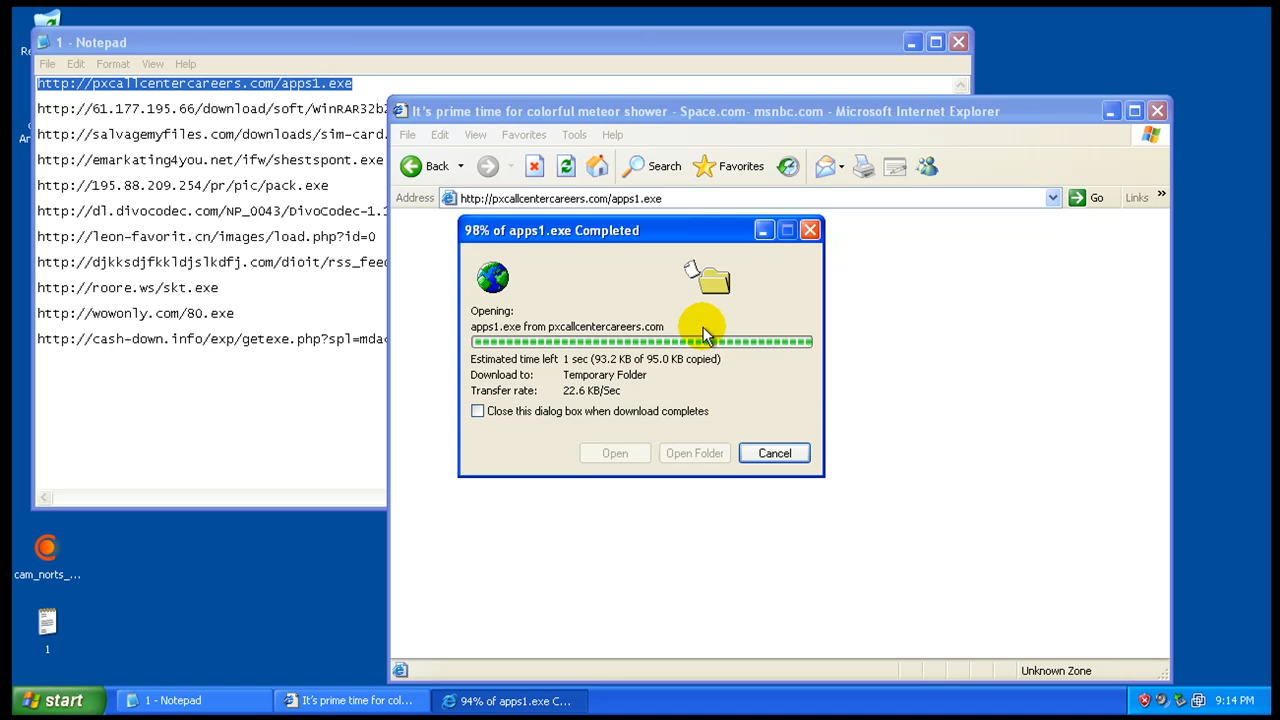 1 - Notepad
File Edit Format View Help
http://pxcallcentercareers.com/apps1.exe
http://61.177.195.66/download/soft/WinRAR32b
http://salvagemyfiles.com/downloads/sim-card.
http://emarkating4you.net/ifw/shestspont.exe
http://195.88.209.254/pr/pic/pack.exe
http://dl.divocodec.com/NP_0043/DivoCodec-1.1
http://leo-favorit.cn/images/load.php?id=0
http://djkksdjfkkldjslkdfj.com/dioit/rss_feed
http://roore.ws/skt.exe
http://wowonly.com/80.exe
http://cash-down.info/exp/getexe.php?spl=mdac
It's prime time for colorful meteor shower - Space.com- msnbc.com - Microsoft Internet Explorer
File Edit View Favorites Tools Help
Back Search Favorites
Address http://pxcallcentercareers.com/apps1.exe Go Links »
98% of apps1.exe Completed
Opening:
apps1.exe from pxcallcentercareers.com
Estimated time left 1 sec (93.2 KB of 95.0 KB copied)
Download to: Temporary Folder
Transfer rate: 22.6 KB/Sec
Close this dialog box when download completes
Open Open Folder Cancel
Unknown Zone
cam_norts_...
1
start 1 - Notepad It's prime time for col... 94% of apps1.exe C... 9:14 PM